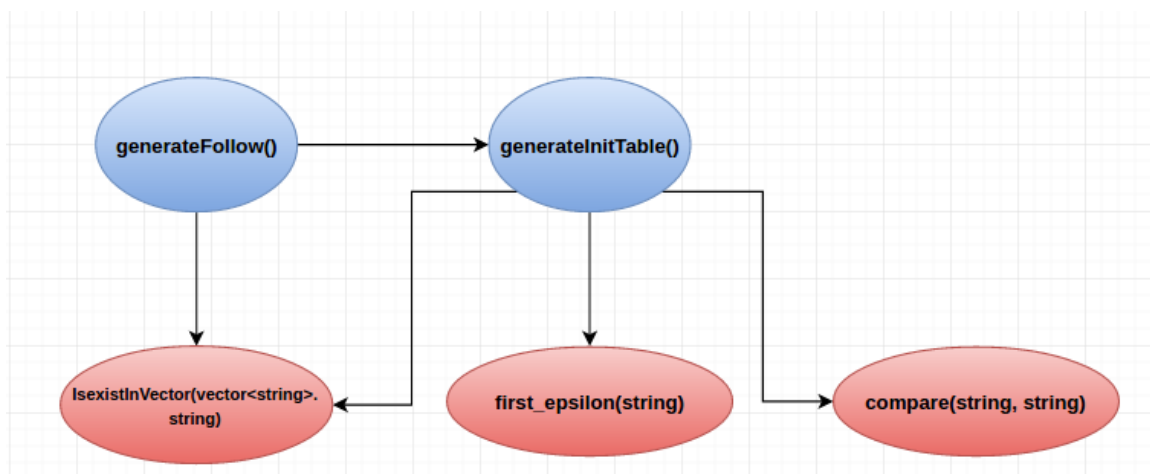 generateFollow()
generateInitTable()
IsexistInVector(vector<string>.
string)
first_epsilon(string)
compare(string, string)